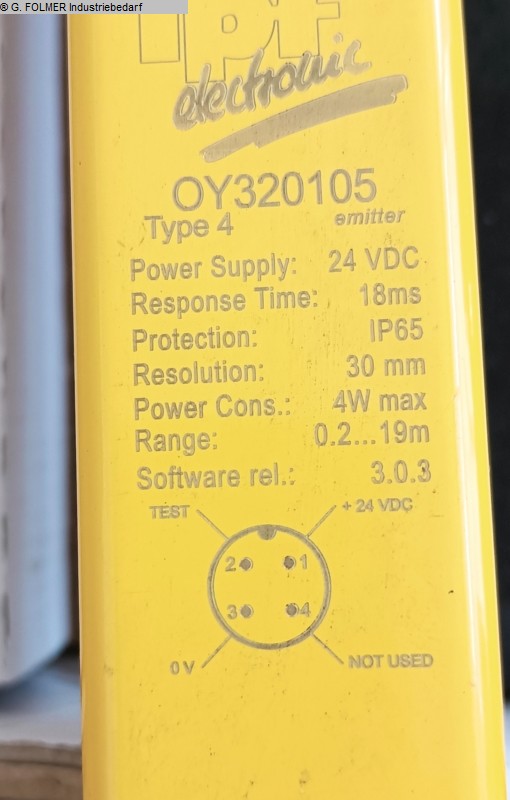 © G. FOLMER Industriebedarf
ipf
electronic
OY320105
Type 4 emitter
Power Supply: 24 VDC
Response Time: 18ms
Protection: IP65
Resolution: 30 mm
Power Cons.: 4W max
Range: 0.2...19m
Software rel.: 3.0.3
TEST + 24 VDC
2 1
3 4
0 V NOT USED